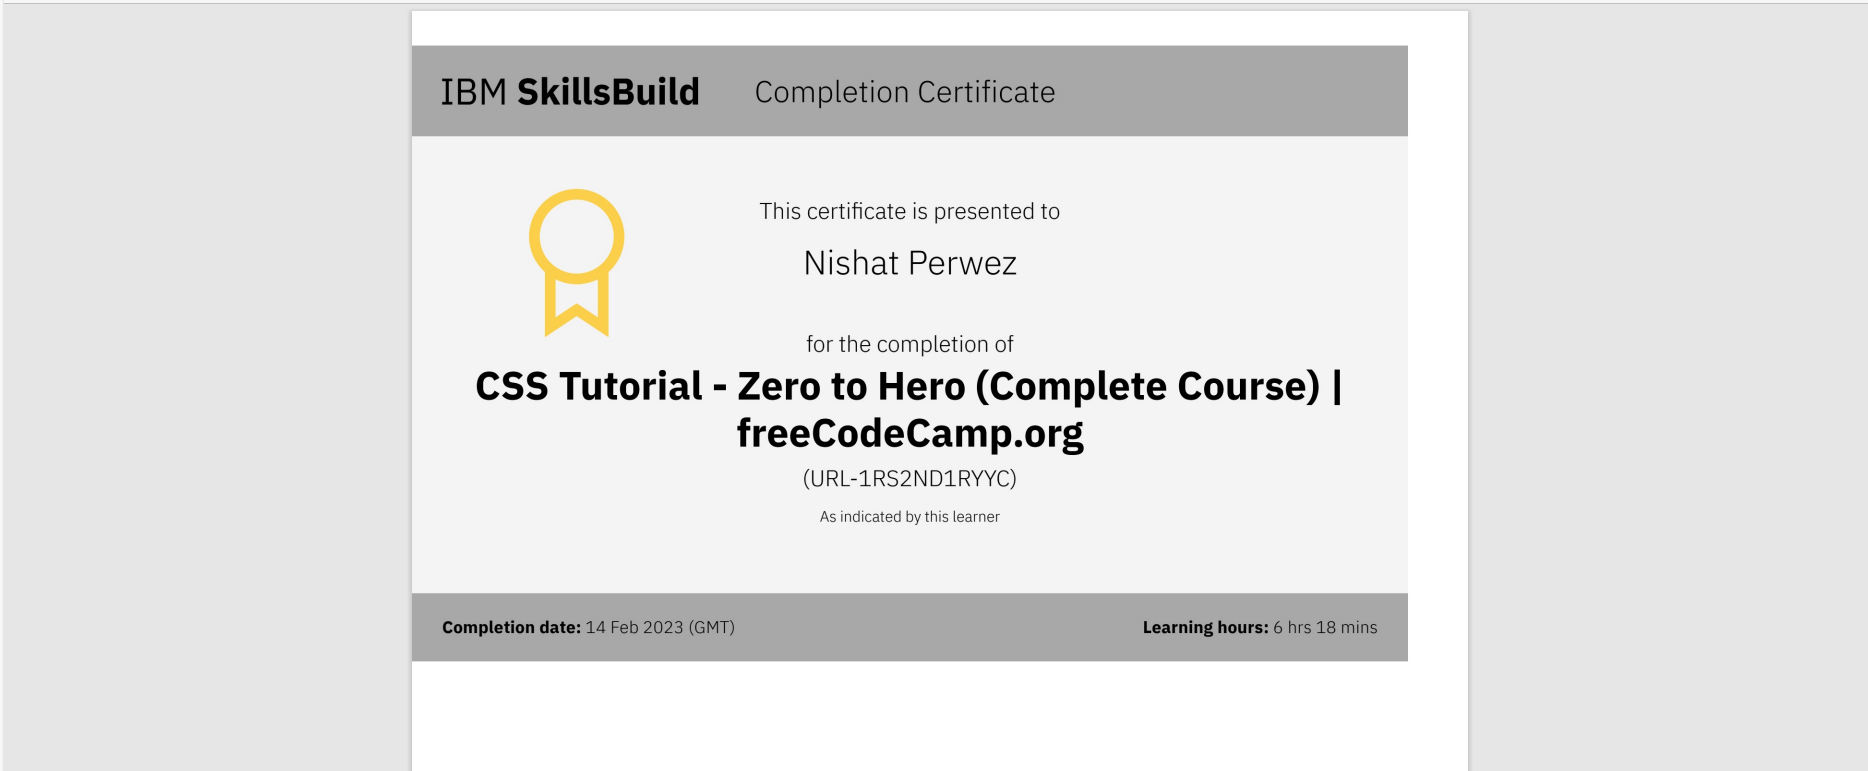 IBM SkillsBuild Completion Certificate
This certificate is presented to
Nishat Perwez
for the completion of
CSS Tutorial - Zero to Hero (Complete Course) |
freeCodeCamp.org
(URL-1RS2ND1RYYC)
As indicated by this learner
Completion date: 14 Feb 2023 (GMT) Learning hours: 6 hrs 18 mins